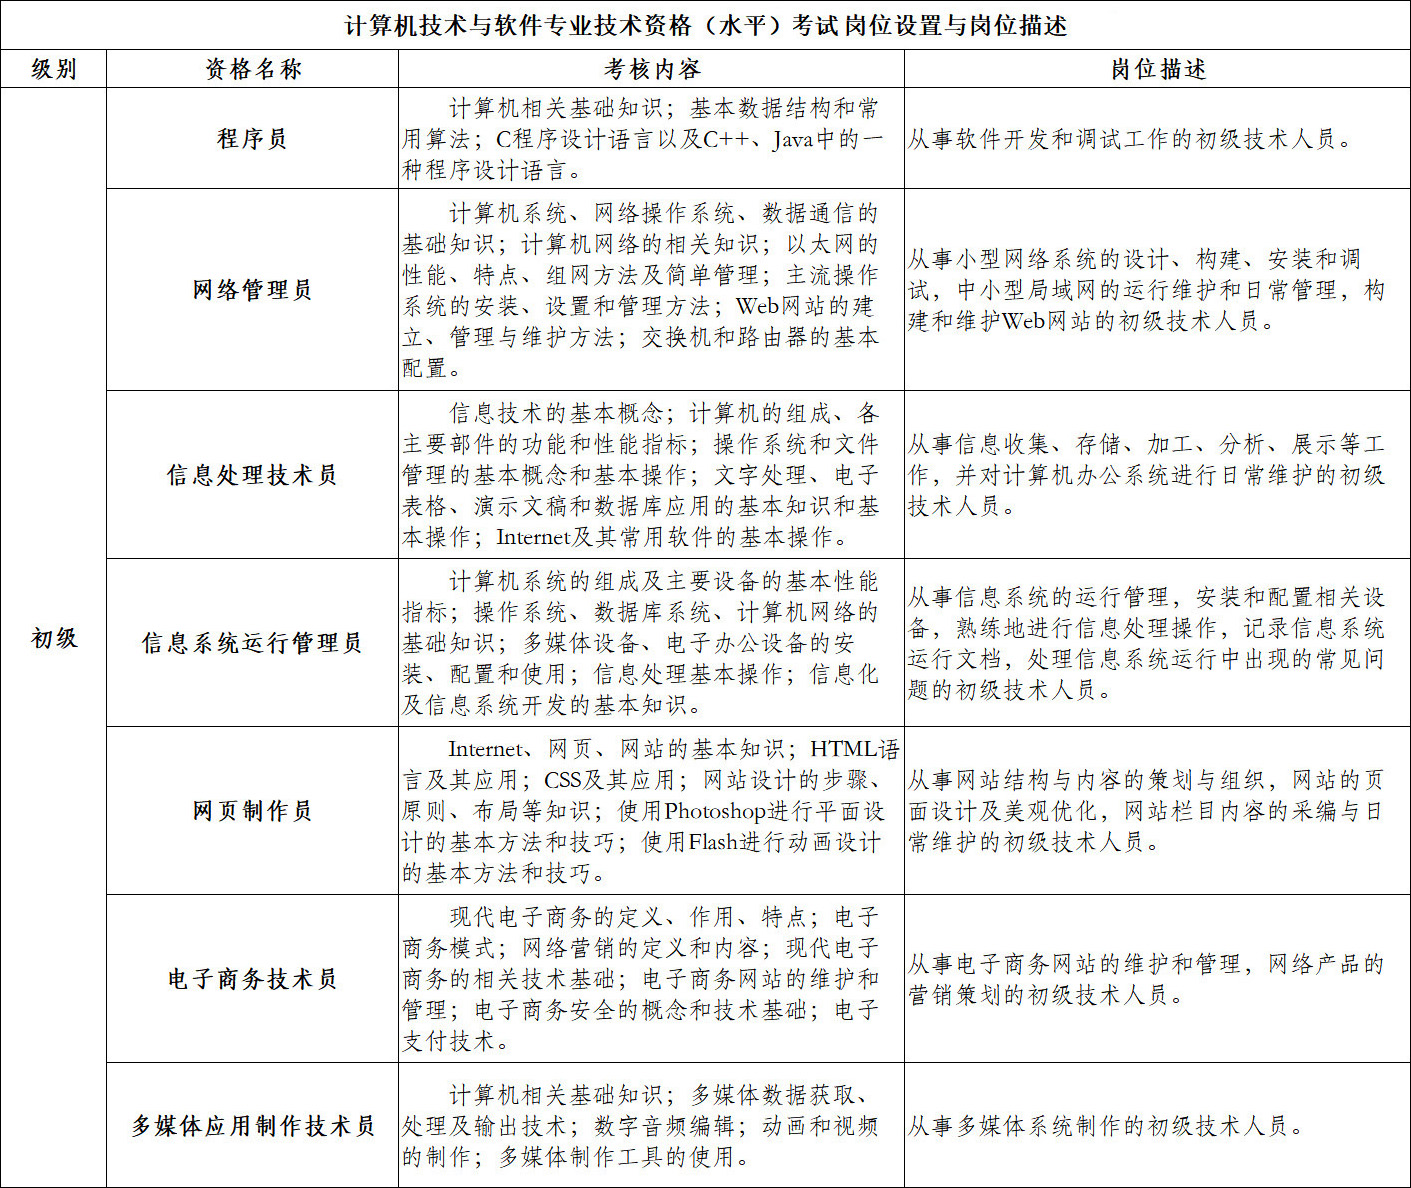 计算机技术与软件专业技术资格（水平）考试 岗位设置与岗位描述
级别
资格名称
考核内容
岗位描述
初级
程序员
计算机相关基础知识；基本数据结构和常
用算法；C程序设计语言以及C++、Java中的一
种程序设计语言。
从事软件开发和调试工作的初级技术人员。
网络管理员
计算机系统、网络操作系统、数据通信的
基础知识；计算机网络的相关知识；以太网的
性能、特点、组网方法及简单管理；主流操作
系统的安装、设置和管理方法；Web网站的建
立、管理与维护方法；交换机和路由器的基本
配置。
从事小型网络系统的设计、构建、安装和调
试，中小型局域网的运行维护和日常管理，构
建和维护Web网站的初级技术人员。
信息处理技术员
信息技术的基本概念；计算机的组成、各
主要部件的功能和性能指标；操作系统和文件
管理的基本概念和基本操作；文字处理、电子
表格、演示文稿和数据库应用的基本知识和基
本操作；Internet及其常用软件的基本操作。
从事信息收集、存储、加工、分析、展示等工
作，并对计算机办公系统进行日常维护的初级
技术人员。
信息系统运行管理员
计算机系统的组成及主要设备的基本性能
指标；操作系统、数据库系统、计算机网络的
基础知识；多媒体设备、电子办公设备的安
装、配置和使用；信息处理基本操作；信息化
及信息系统开发的基本知识。
从事信息系统的运行管理，安装和配置相关设
备，熟练地进行信息处理操作，记录信息系统
运行文档，处理信息系统运行中出现的常见问
题的初级技术人员。
网页制作员
Internet、网页、网站的基本知识；HTML语
言及其应用；CSS及其应用；网站设计的步骤、
原则、布局等知识；使用Photoshop进行平面设
计的基本方法和技巧；使用Flash进行动画设计
的基本方法和技巧。
从事网站结构与内容的策划与组织，网站的页
面设计及美观优化，网站栏目内容的采编与日
常维护的初级技术人员。
电子商务技术员
现代电子商务的定义、作用、特点；电子
商务模式；网络营销的定义和内容；现代电子
商务的相关技术基础；电子商务网站的维护和
管理；电子商务安全的概念和技术基础；电子
支付技术。
从事电子商务网站的维护和管理，网络产品的
营销策划的初级技术人员。
多媒体应用制作技术员
计算机相关基础知识；多媒体数据获取、
处理及输出技术；数字音频编辑；动画和视频
的制作；多媒体制作工具的使用。
从事多媒体系统制作的初级技术人员。